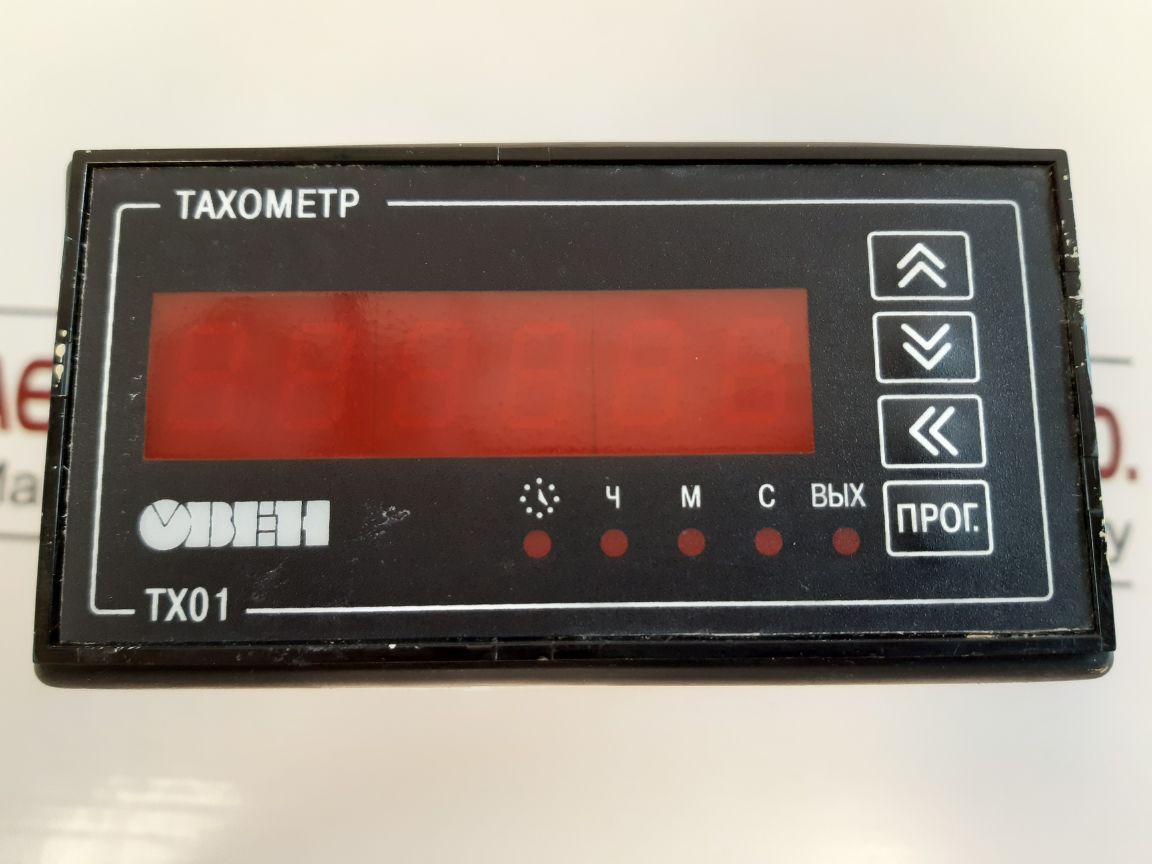 ТАХОМЕТР
Ч М С ВЫХ
ПРОГ.
ОВЕН
ТХ01